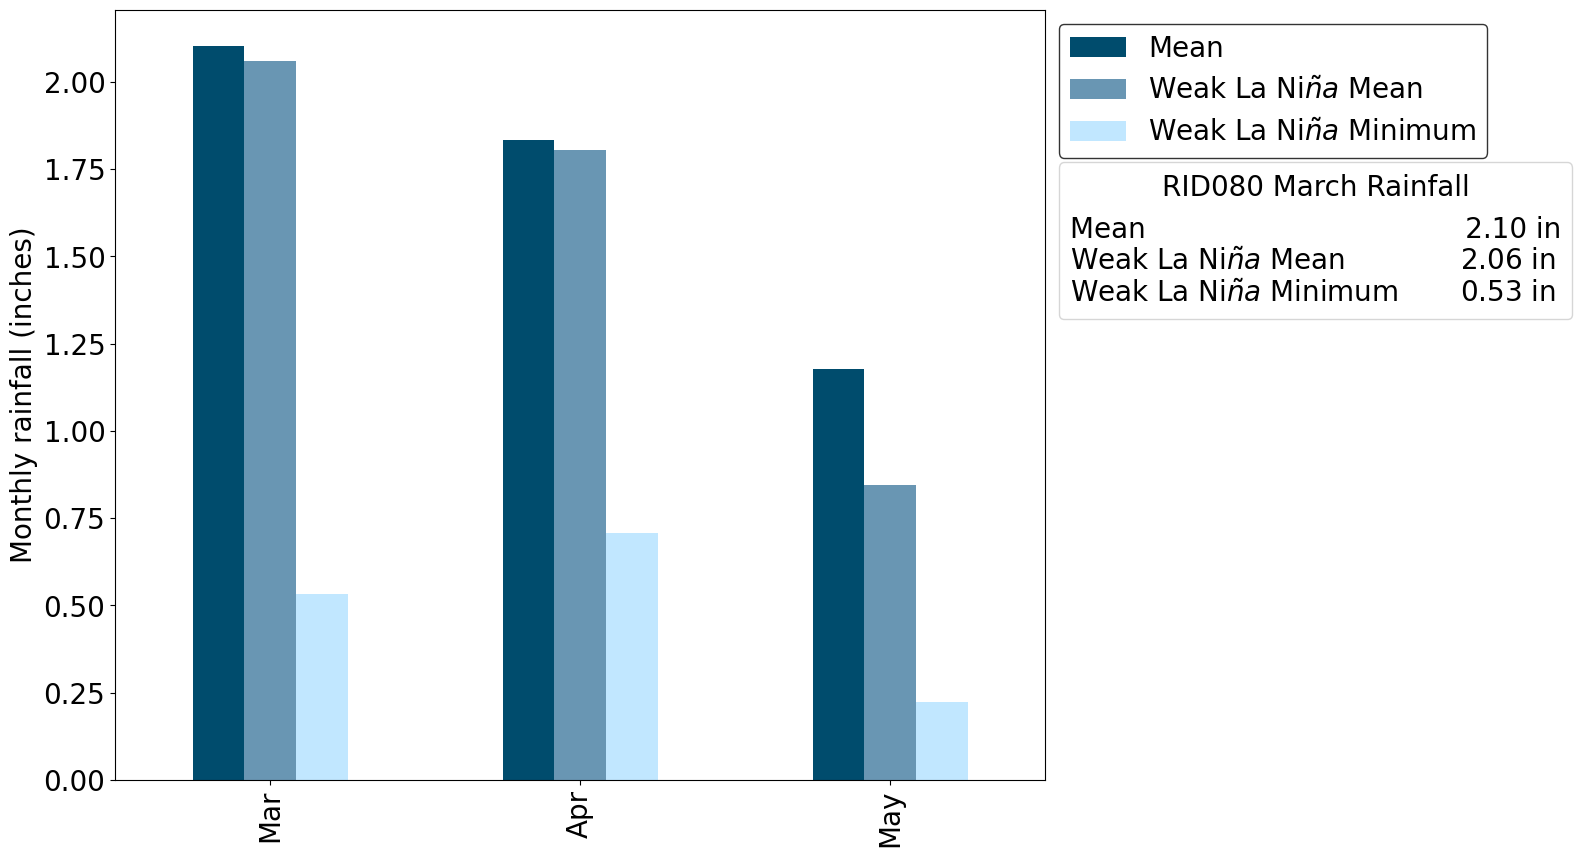 Monthly rainfall (inches)
2.00
1.75
1.50
1.25
1.00
0.75
0.50
0.25
0.00
Mar
Apr
May
Mean
Weak La Niña Mean
Weak La Niña Minimum
RID080 March Rainfall
Mean 2.10 in
Weak La Niña Mean 2.06 in
Weak La Niña Minimum 0.53 in